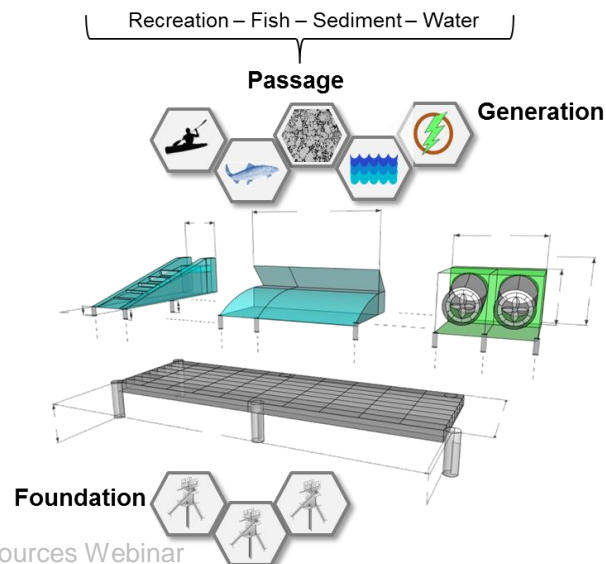 Recreation – Fish – Sediment – Water
Passage
Generation
Foundation
ources Webinar